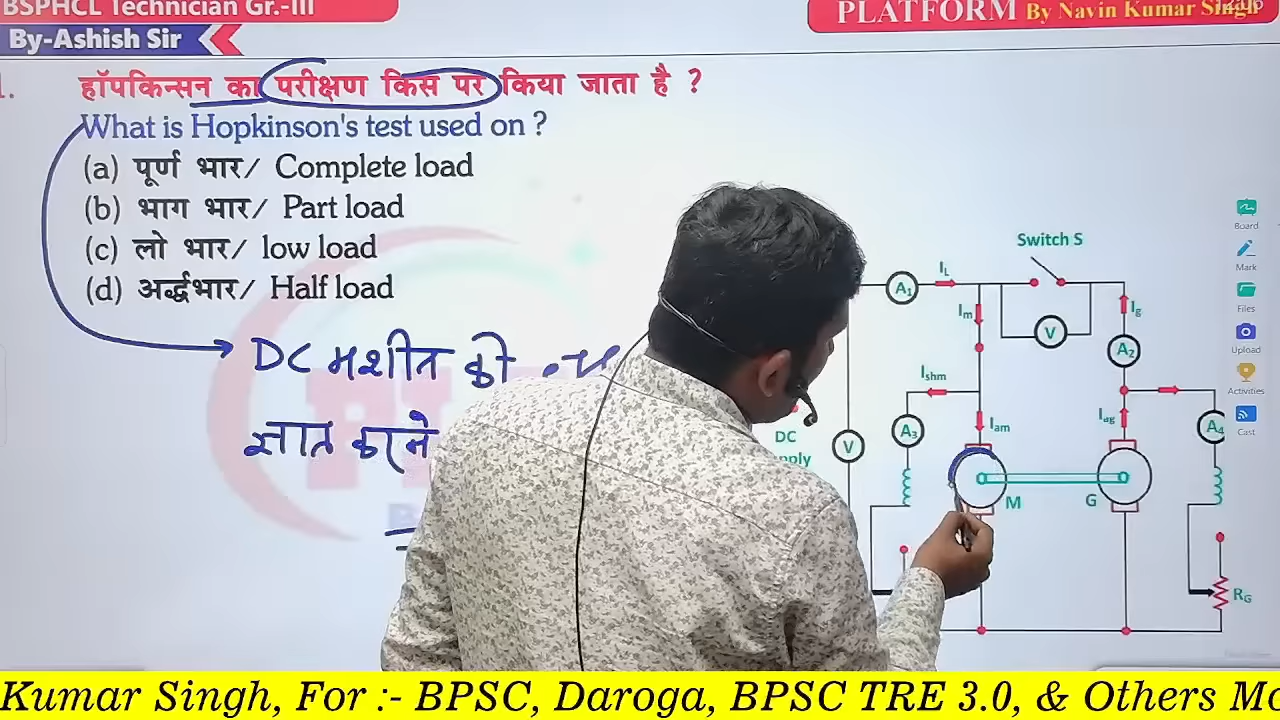 BSPHCL Technician Gr.-III
PLATFORM By Navin Kumar Singh
By-Ashish Sir
1. हॉपकिन्सन का परीक्षण किस पर किया जाता है ?
What is Hopkinson's test used on ?
(a) पूर्ण भार/ Complete load
(b) भाग भार/ Part load
(c) लो भार/ low load
(d) अर्द्धभार/ Half load
DC मशीन की
ज्ञात करने
Switch S
A1
IL
Im
V
Ig
A2
Ishm
Iam
Iag
A3
A4
DC
V
M
G
RG
Board
Mark
Files
Upload
Activities
Cast
Kumar Singh, For :- BPSC, Daroga, BPSC TRE 3.0, & Others